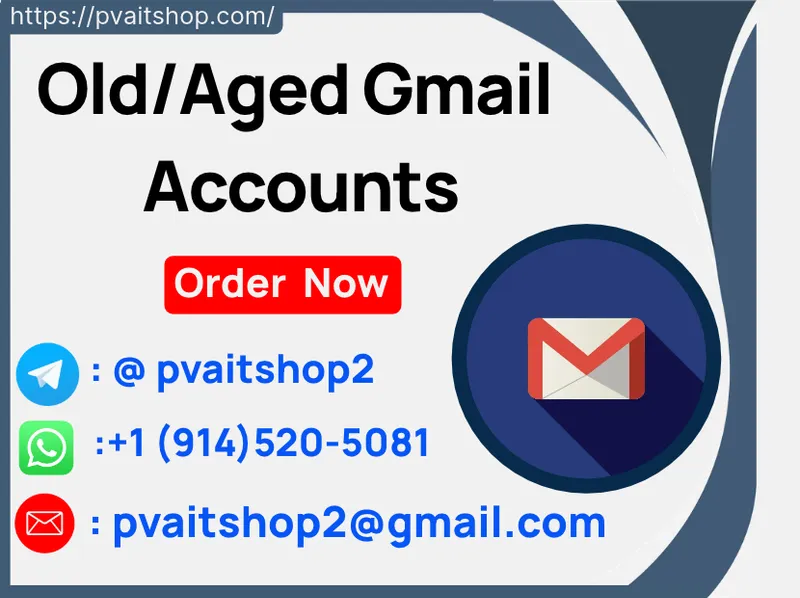 https://pvaitshop.com/
Old/Aged Gmail
Accounts
Order Now
: @ pvaitshop2
:+1 (914)520-5081
: pvaitshop2@gmail.com